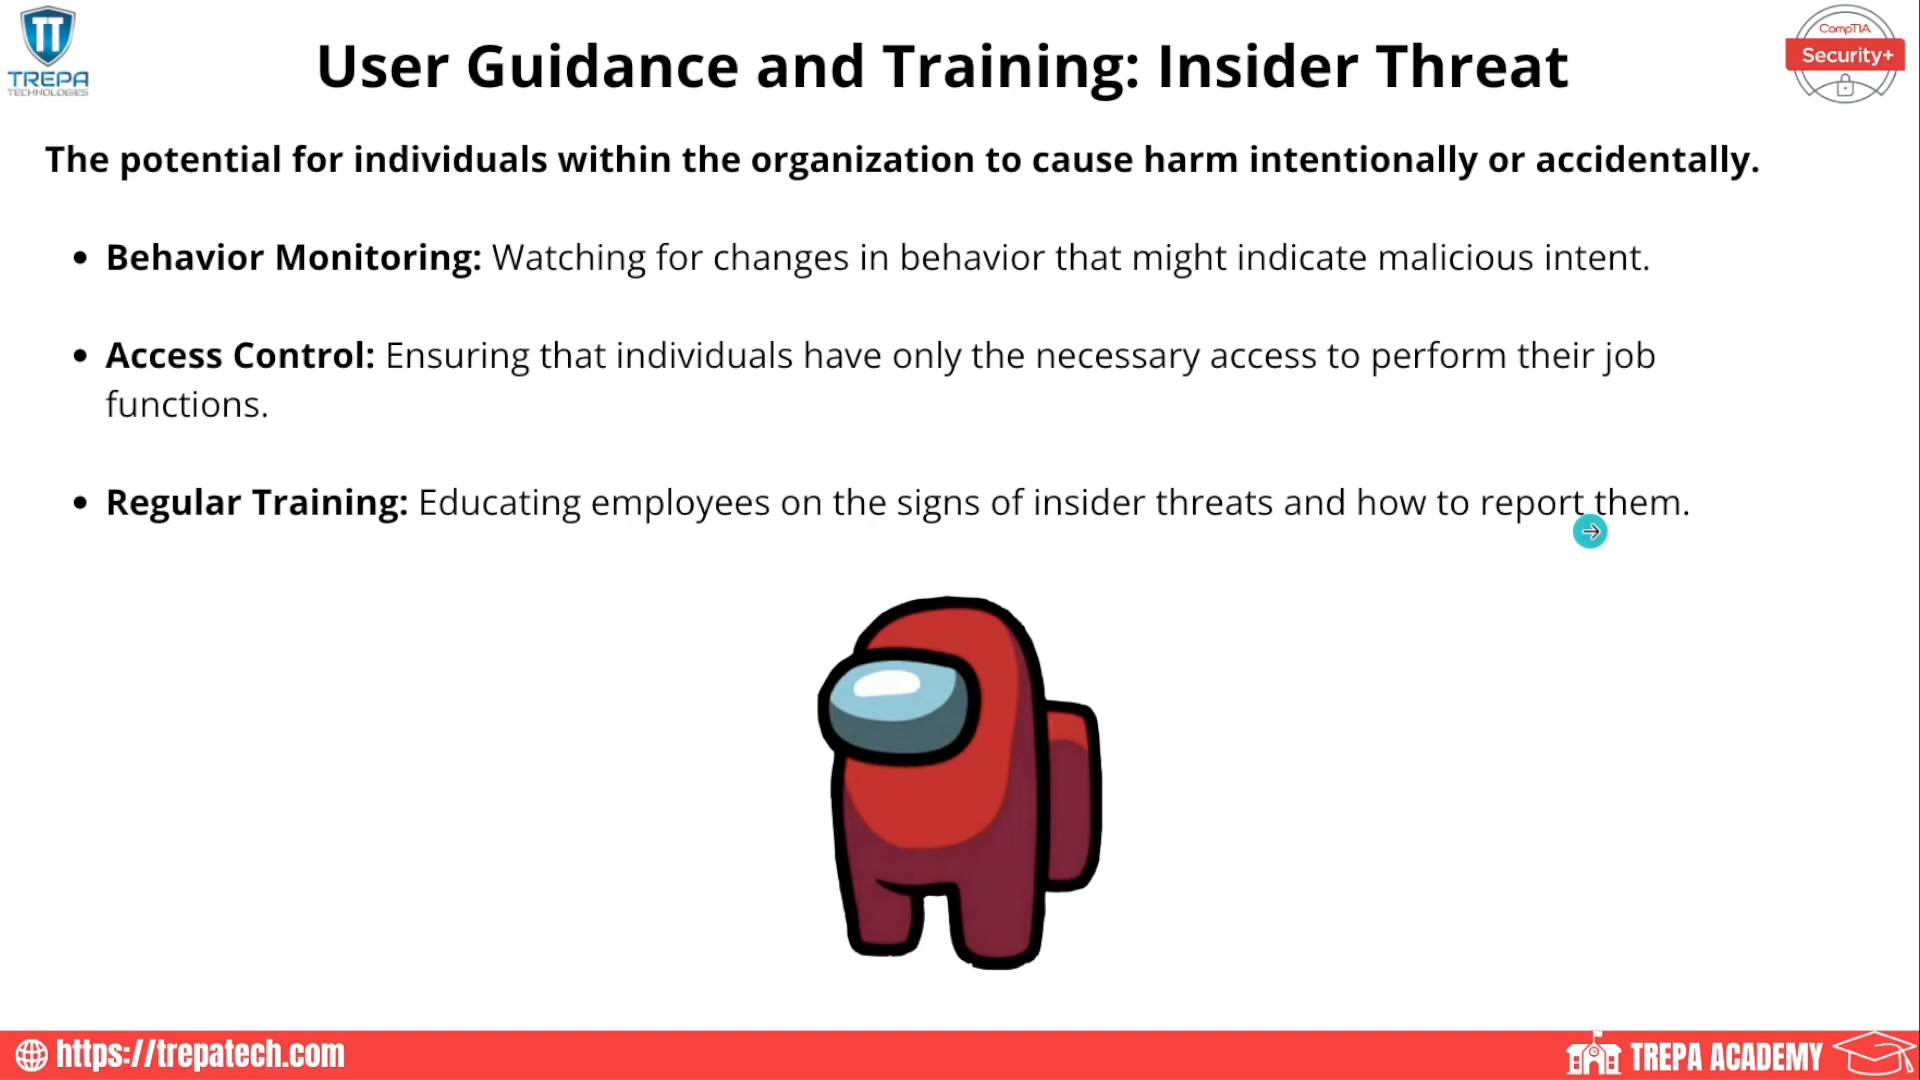 TT
TREPA
TECHNOLOGIES
User Guidance and Training: Insider Threat
CompTIA
Security+
The potential for individuals within the organization to cause harm intentionally or accidentally.
• Behavior Monitoring: Watching for changes in behavior that might indicate malicious intent.
• Access Control: Ensuring that individuals have only the necessary access to perform their job
functions.
• Regular Training: Educating employees on the signs of insider threats and how to report them.
https://trepatech.com
TREPA ACADEMY